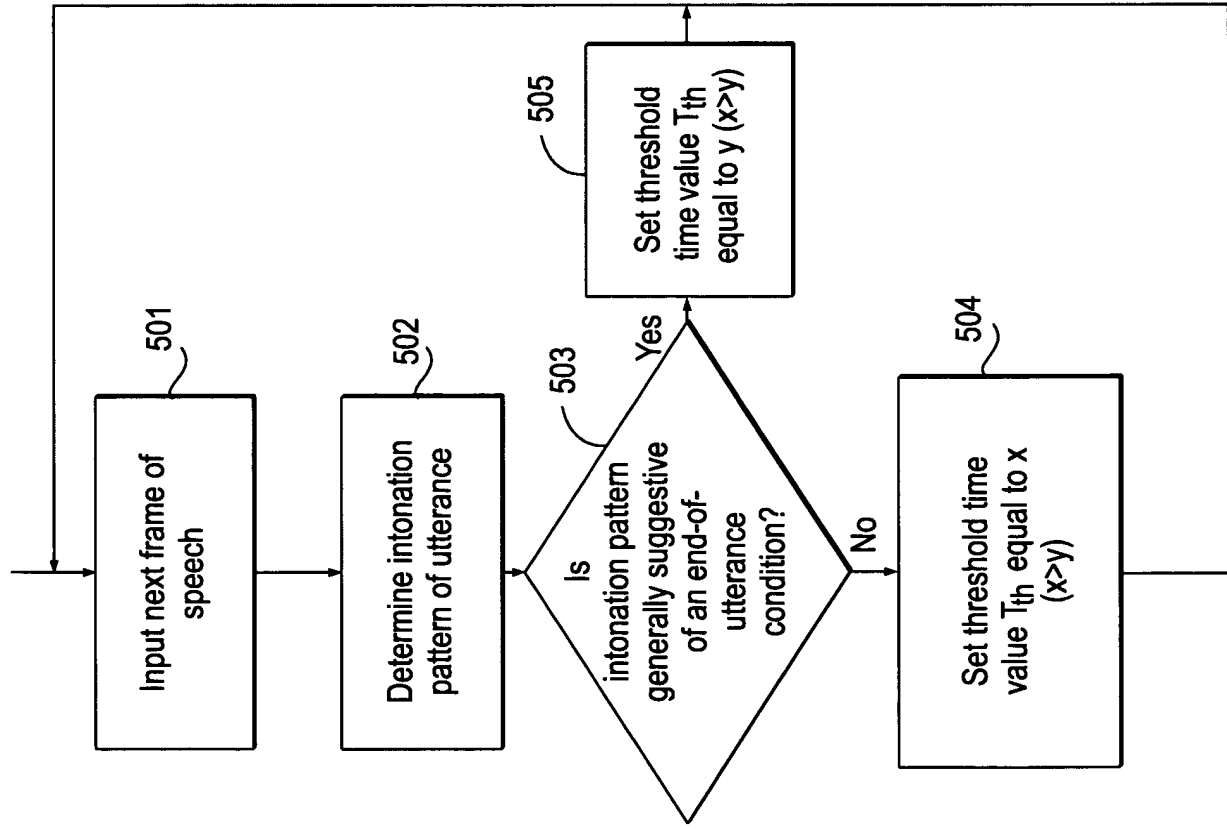 501
Input next frame of
speech
502
Determine intonation
pattern of utterance
503
Is
intonation pattern
generally suggestive
of an end-of-
utterance
condition?
Yes
No
505
Set threshold
time value Tth
equal to y (x>y)
504
Set threshold time
value Tth equal to x
(x>y)